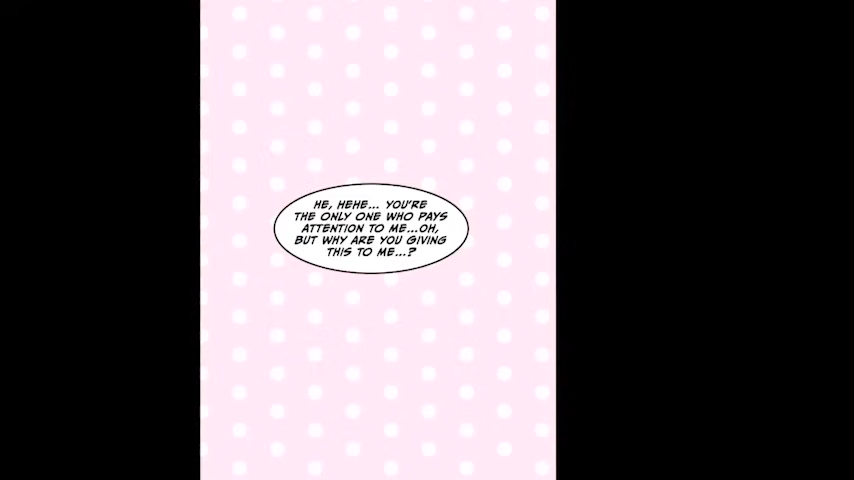 HE, HEHE... YOU'RE
THE ONLY ONE WHO PAYS
ATTENTION TO ME...OH,
BUT WHY ARE YOU GIVING
THIS TO ME...?